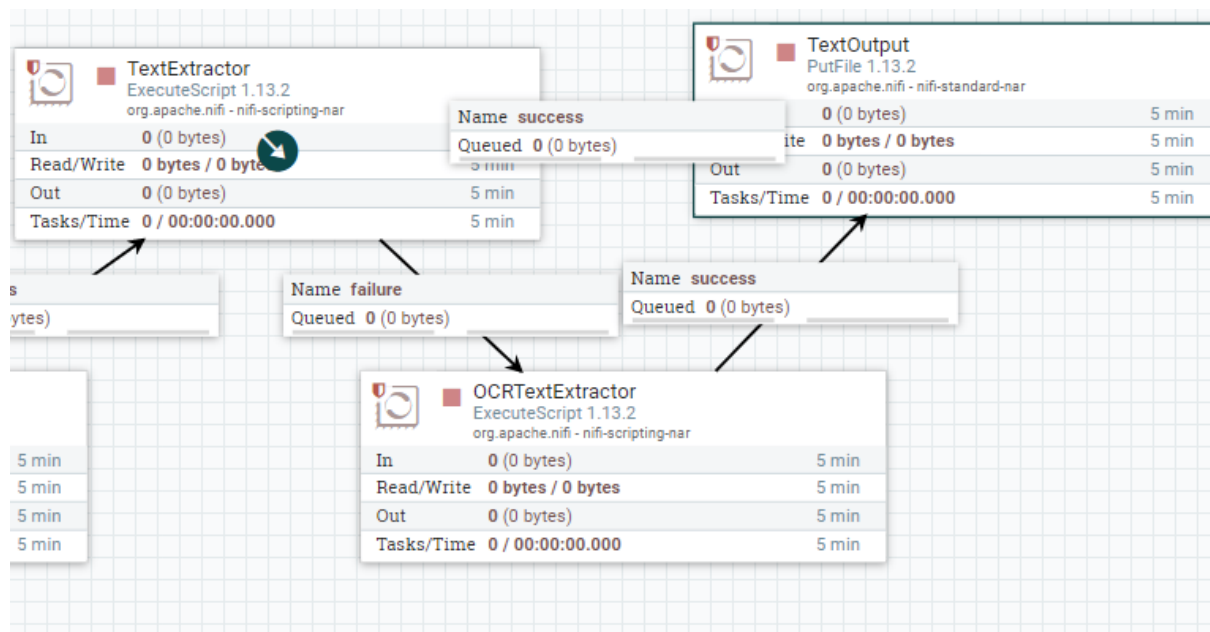 TextExtractor
ExecuteScript 1.13.2
org.apache.nifi - nifi-scripting-nar
In 0 (0 bytes)
Read/Write 0 bytes / 0 bytes 5 min
Out 0 (0 bytes) 5 min
Tasks/Time 0 / 00:00:00.000 5 min
Name success
Queued 0 (0 bytes)
TextOutput
PutFile 1.13.2
org.apache.nifi - nifi-standard-nar
0 (0 bytes) 5 min
ite 0 bytes / 0 bytes 5 min
Out 0 (0 bytes) 5 min
Tasks/Time 0 / 00:00:00.000 5 min
s
ytes)
Name failure
Queued 0 (0 bytes)
Name success
Queued 0 (0 bytes)
5 min
5 min
5 min
5 min
OCRTextExtractor
ExecuteScript 1.13.2
org.apache.nifi - nifi-scripting-nar
In 0 (0 bytes) 5 min
Read/Write 0 bytes / 0 bytes 5 min
Out 0 (0 bytes) 5 min
Tasks/Time 0 / 00:00:00.000 5 min